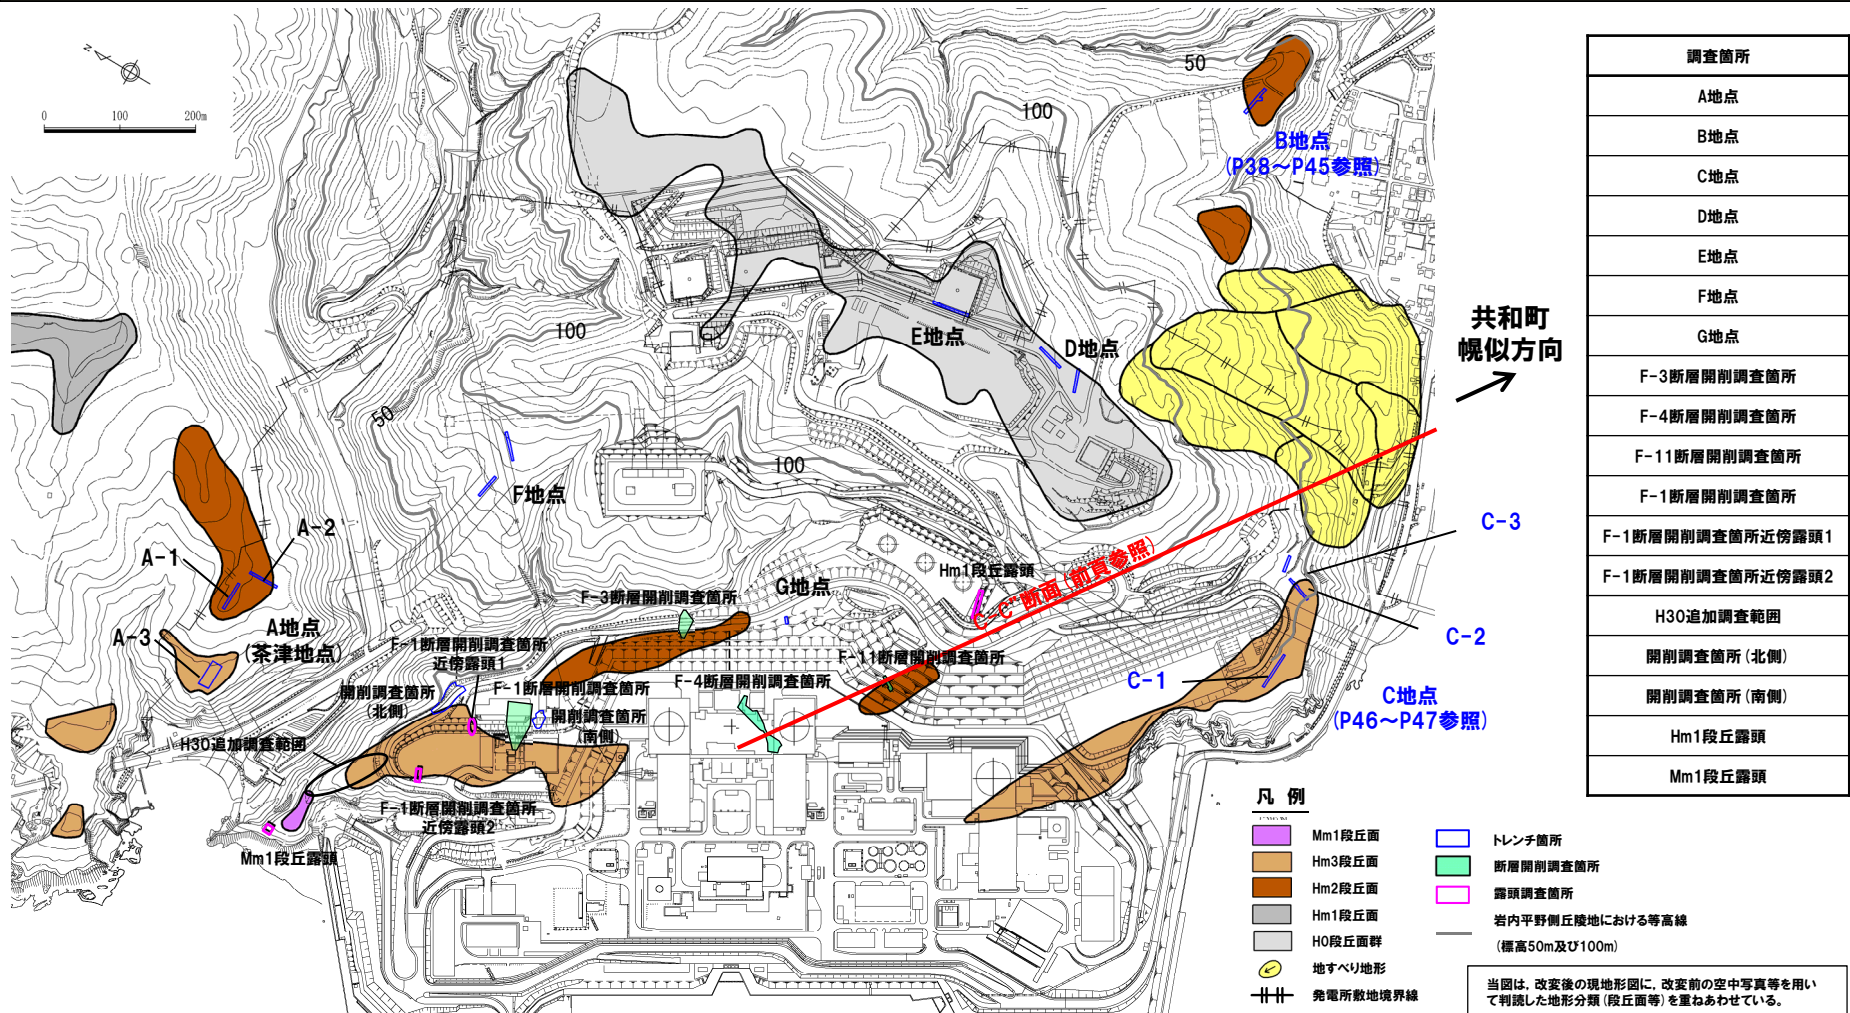 N
0 100 200m
50
100
B地点
(P38～P45参照)
共和町
幌似方向
100
E地点
D地点
50
100
F地点
A-2
A-1
C-3
Hm1段丘露頭
C-C"断面(前頁参照)
G地点
F-3断層開削調査箇所
A-3
A地点
(茶津地点)
F-1断層開削調査箇所
近傍露頭1
F-11断層開削調査箇所
C-2
F-4断層開削調査箇所
F-1断層開削調査箇所
C-1
開削調査箇所
(北側)
開削調査箇所
(南側)
C地点
(P46～P47参照)
H30追加調査範囲
F-1断層開削調査箇所
近傍露頭2
Mm1段丘露頭
凡 例
Mm1段丘面
Hm3段丘面
Hm2段丘面
Hm1段丘面
H0段丘面群
地すべり地形
発電所敷地境界線
トレンチ箇所
断層開削調査箇所
露頭調査箇所
岩内平野側丘陵地における等高線
(標高50m及び100m)
当図は，改変後の現地形図に，改変前の空中写真等を用い
て判読した地形分類(段丘面等)を重ねあわせている。
調査箇所
A地点
B地点
C地点
D地点
E地点
F地点
G地点
F-3断層開削調査箇所
F-4断層開削調査箇所
F-11断層開削調査箇所
F-1断層開削調査箇所
F-1断層開削調査箇所近傍露頭1
F-1断層開削調査箇所近傍露頭2
H30追加調査範囲
開削調査箇所(北側)
開削調査箇所(南側)
Hm1段丘露頭
Mm1段丘露頭